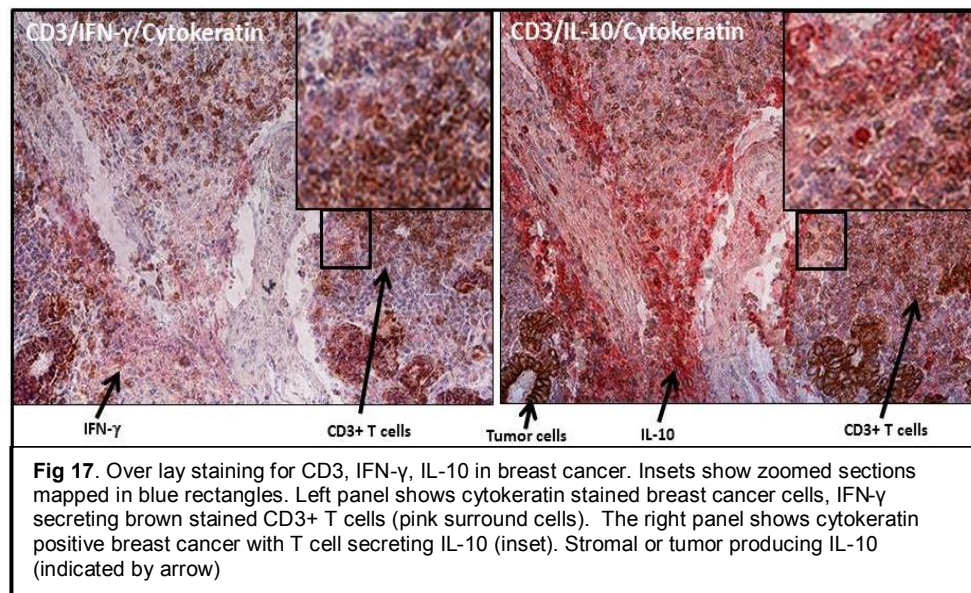 CD3/IFN-γ/Cytokeratin
CD3/IL-10/Cytokeratin
IFN-γ
CD3+ T cells
Tumor cells
IL-10
CD3+ T cells
Fig 17. Over lay staining for CD3, IFN-γ, IL-10 in breast cancer. Insets show zoomed sections
mapped in blue rectangles. Left panel shows cytokeratin stained breast cancer cells, IFN-γ
secreting brown stained CD3+ T cells (pink surround cells). The right panel shows cytokeratin
positive breast cancer with T cell secreting IL-10 (inset). Stromal or tumor producing IL-10
(indicated by arrow)